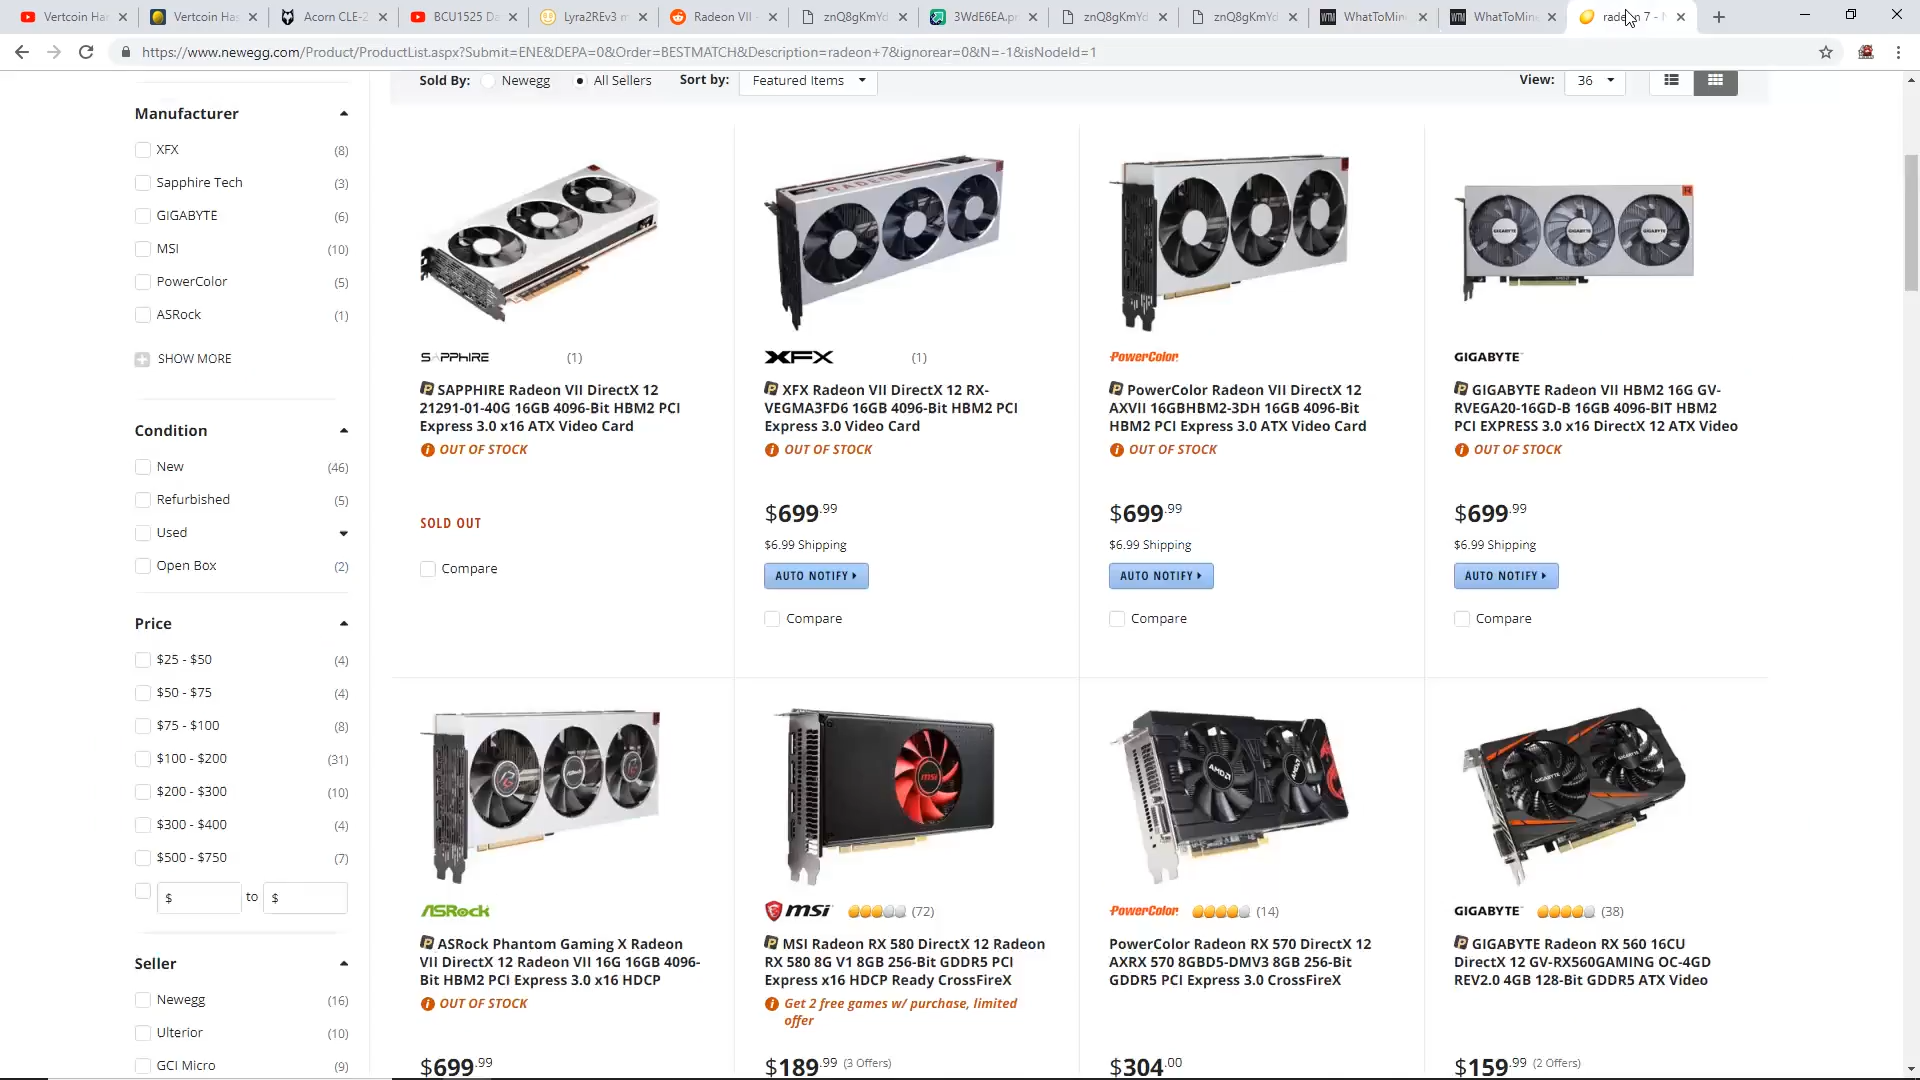 Vertcoin Har
Vertcoin Has
Acorn CLE-2
BCU1525 Da
Lyra2REv3 m
Radeon VII -
znQ8gKmYd
3WdE6EA.pn
znQ8gKmYd
znQ8gKmYd
WhatToMin
WhatToMin
https://www.newegg.com/Product/ProductList.aspx?Submit=ENE&DEPA=0&Order=BESTMATCH&Description=radeon+7&ignorear=0&N=-1&isNodeId=1
Sold By: Newegg All Sellers Sort by: Featured Items View: 36
Manufacturer
XFX (8)
Sapphire Tech (3)
GIGABYTE (6)
MSI (10)
PowerColor (5)
ASRock (1)
SHOW MORE
Condition
New (46)
Refurbished (5)
Used
Open Box (2)
Price
$25 - $50 (4)
$50 - $75 (4)
$75 - $100 (8)
$100 - $200 (31)
$200 - $300 (10)
$300 - $400 (4)
$500 - $750 (7)
$ to $
Seller
Newegg (16)
Ulterior (10)
GCI Micro (9)
SAPPHIRE (1)
SAPPHIRE Radeon VII DirectX 12
21291-01-40G 16GB 4096-Bit HBM2 PCI
Express 3.0 x16 ATX Video Card
OUT OF STOCK
SOLD OUT
Compare
RADEON
XFX (1)
XFX Radeon VII DirectX 12 RX-
VEGMA3FD6 16GB 4096-Bit HBM2 PCI
Express 3.0 Video Card
OUT OF STOCK
$699.99
$6.99 Shipping
AUTO NOTIFY
Compare
PowerColor
PowerColor Radeon VII DirectX 12
AXVII 16GBHBM2-3DH 16GB 4096-Bit
HBM2 PCI Express 3.0 ATX Video Card
OUT OF STOCK
$699.99
$6.99 Shipping
AUTO NOTIFY
Compare
GIGABYTE GIGABYTE GIGABYTE
GIGABYTE
GIGABYTE Radeon VII HBM2 16G GV-
RVEGA20-16GD-B 16GB 4096-BIT HBM2
PCI EXPRESS 3.0 x16 DirectX 12 ATX Video
OUT OF STOCK
$699.99
$6.99 Shipping
AUTO NOTIFY
Compare
ASRock
ASRock Phantom Gaming X Radeon
VII DirectX 12 Radeon VII 16G 16GB 4096-
Bit HBM2 PCI Express 3.0 x16 HDCP
OUT OF STOCK
$699.99
msi
msi (72)
MSI Radeon RX 580 DirectX 12 Radeon
RX 580 8G V1 8GB 256-Bit GDDR5 PCI
Express x16 HDCP Ready CrossFireX
Get 2 free games w/ purchase, limited
offer
$189.99 (3 Offers)
AMD AMD
PowerColor (14)
PowerColor Radeon RX 570 DirectX 12
AXRX 570 8GBD5-DMV3 8GB 256-Bit
GDDR5 PCI Express 3.0 CrossFireX
$304.00
GIGABYTE (38)
GIGABYTE Radeon RX 560 16CU
DirectX 12 GV-RX560GAMING OC-4GD
REV2.0 4GB 128-Bit GDDR5 ATX Video
$159.99 (2 Offers)